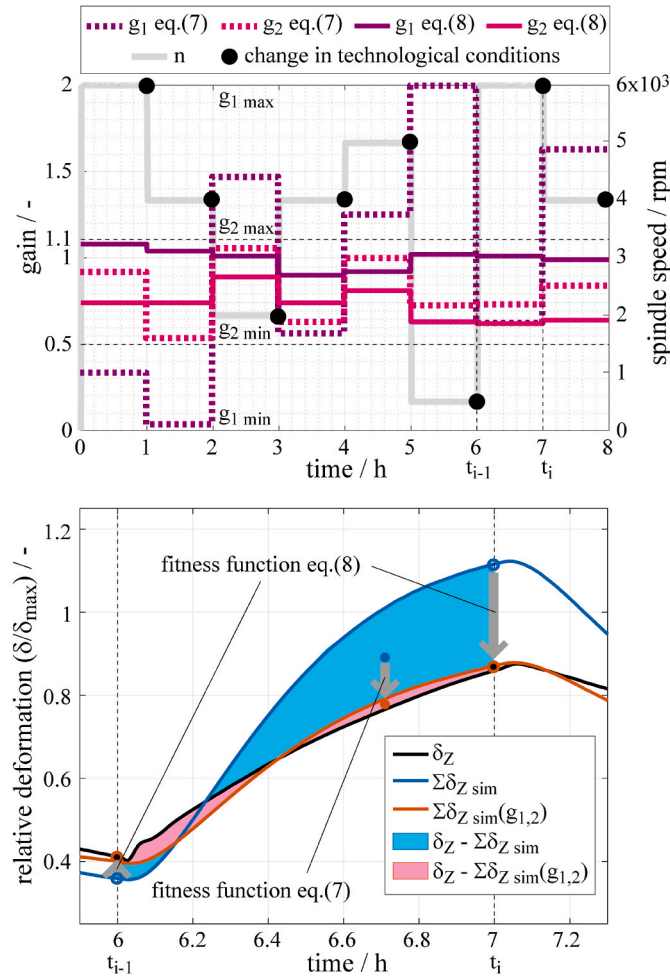 g1 eq.(7) g2 eq.(7) g1 eq.(8) g2 eq.(8)
n change in technological conditions
2
1.5
1.1
1
0.5
0
gain / -
g1 max
g2 max
g2 min
g1 min
6x10³
5
4
3
2
1
0
spindle speed / rpm
0 1 2 3 4 5 6 7 8
ti-1 ti
time / h
1.2
1
0.8
0.6
0.4
relative deformation (δ/δmax) / -
fitness function eq.(8)
fitness function eq.(7)
δZ
ΣδZ sim
ΣδZ sim(g1,2)
δZ - ΣδZ sim
δZ - ΣδZ sim(g1,2)
6 6.2 6.4 6.6 6.8 7 7.2
ti-1 ti
time / h